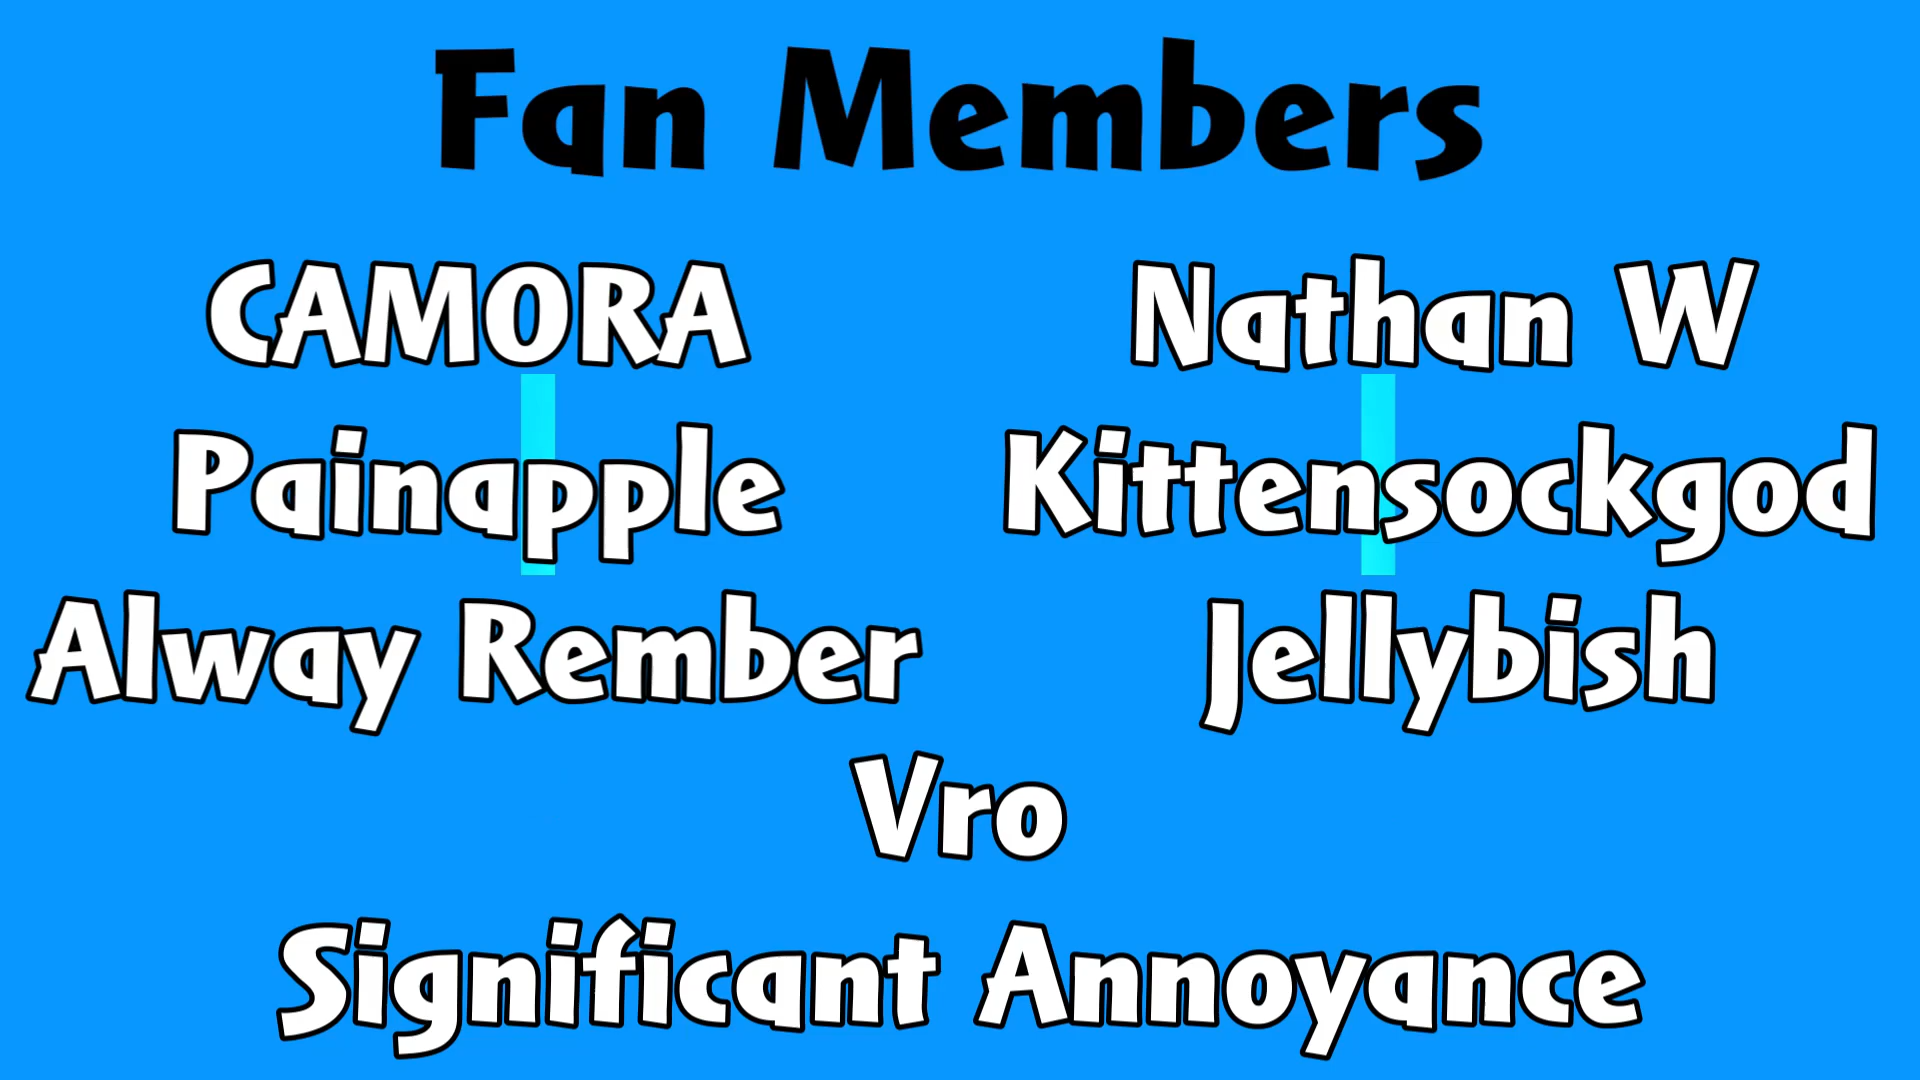 Fan Members
CAMORA
Nathan W
Painapple
Kittensockgod
Alway Rember
Jellybish
Vro
Significant Annoyance